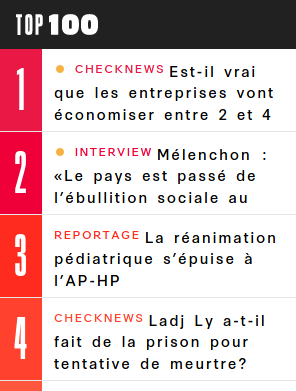 TOP 100
1
CHECKNEWS Est-il vrai
que les entreprises vont
économiser entre 2 et 4
2
INTERVIEW Mélenchon :
«Le pays est passé de
l'ébullition sociale au
3
REPORTAGE La réanimation
pédiatrique s'épuise à
l'AP-HP
4
CHECKNEWS Ladj Ly a-t-il
fait de la prison pour
tentative de meurtre?